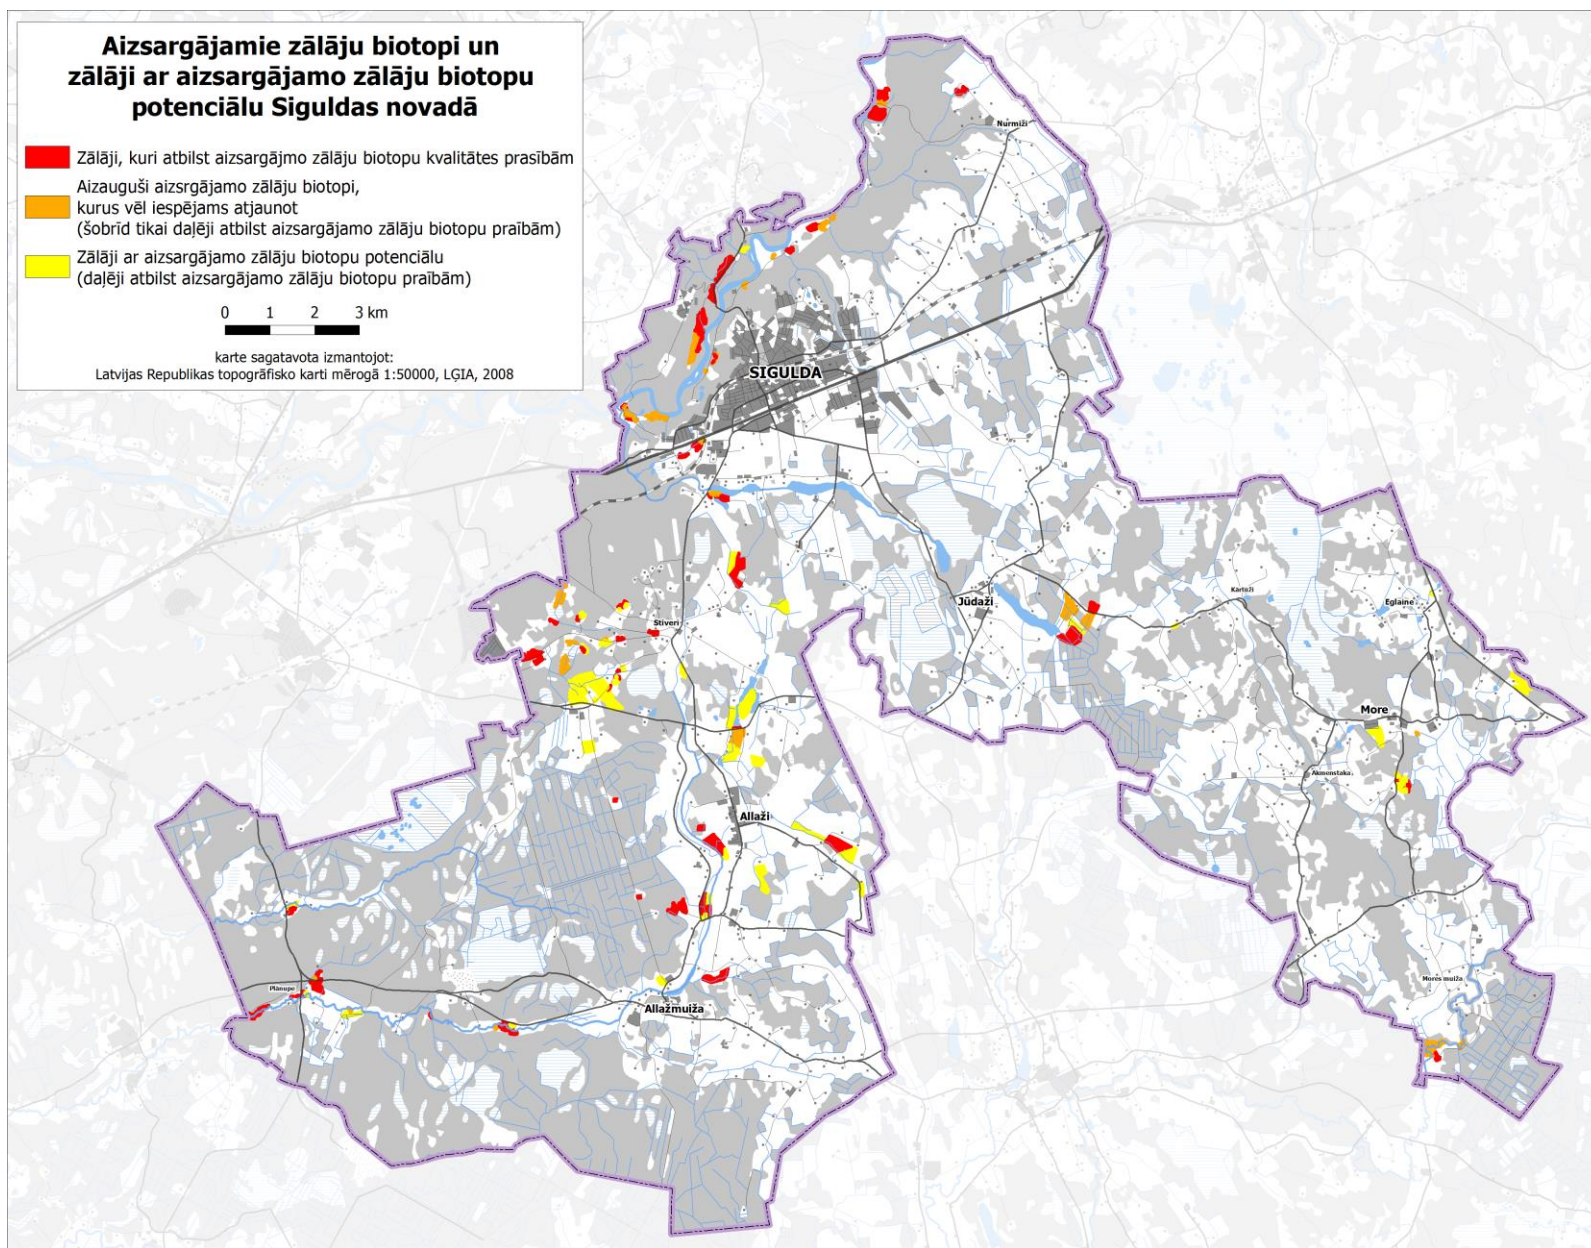 Aizsargājamie zālāju biotopi un
zālāji ar aizsargājamo zālāju biotopu
potenciālu Siguldas novadā
Zālāji, kuri atbilst aizsargājmo zālāju biotopu kvalitātes prasībām
Aizauguši aizsrgājamo zālāju biotopi,
kurus vēl iespējams atjaunot
(šobrīd tikai daļēji atbilst aizsargājamo zālāju biotopu praībām)
Zālāji ar aizsargājamo zālāju biotopu potenciālu
(daļēji atbilst aizsargājamo zālāju biotopu praībām)
0 1 2 3 km
karte sagatavota izmantojot:
Latvijas Republikas topogrāfisko karti mērogā 1:50000, LĢIA, 2008
Nurmiži
SIGULDA
Jūdaži
Kārtūži
Eglaine
Stīveri
More
Akmenstaka
Allaži
Mores muiža
Plānupe
Allažmuiža